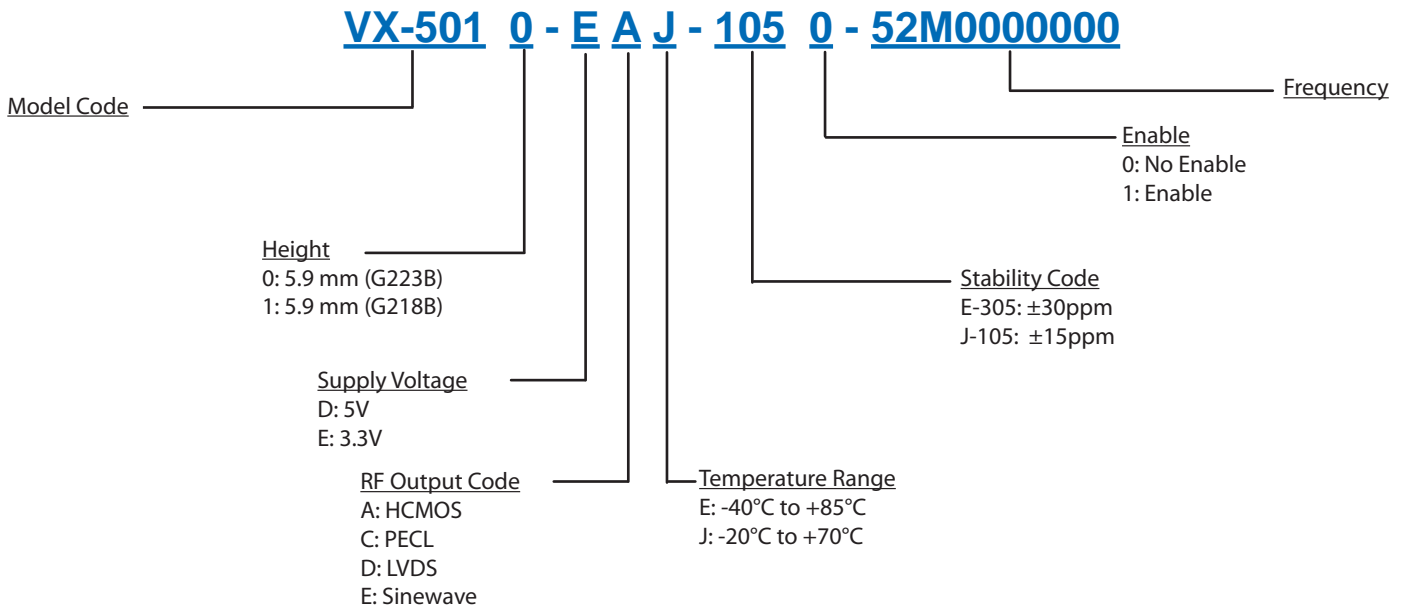 VX-501 0 - E A J - 105 0 - 52M0000000
Model Code
Frequency
Enable
0: No Enable
1: Enable
Height
0: 5.9 mm (G223B)
1: 5.9 mm (G218B)
Stability Code
E-305: ±30ppm
J-105: ±15ppm
Supply Voltage
D: 5V
E: 3.3V
RF Output Code
A: HCMOS
C: PECL
D: LVDS
E: Sinewave
Temperature Range
E: -40°C to +85°C
J: -20°C to +70°C